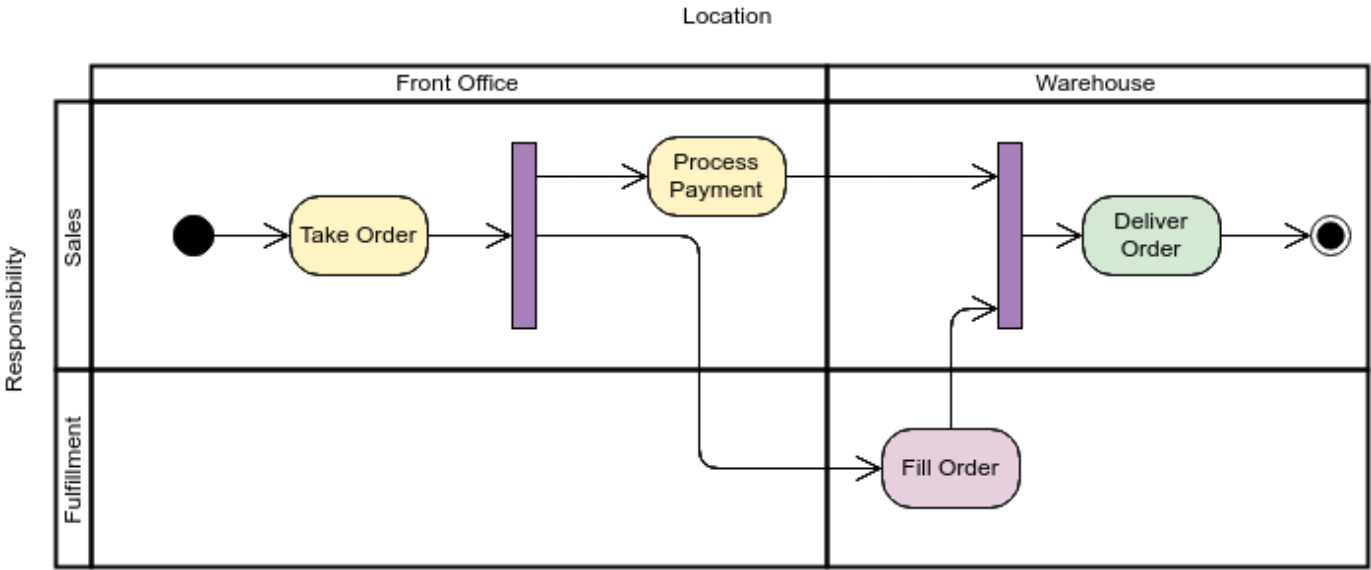 Location
Front Office
Warehouse
Responsibility
Sales
Take Order
Process
Payment
Deliver
Order
Fulfillment
Fill Order